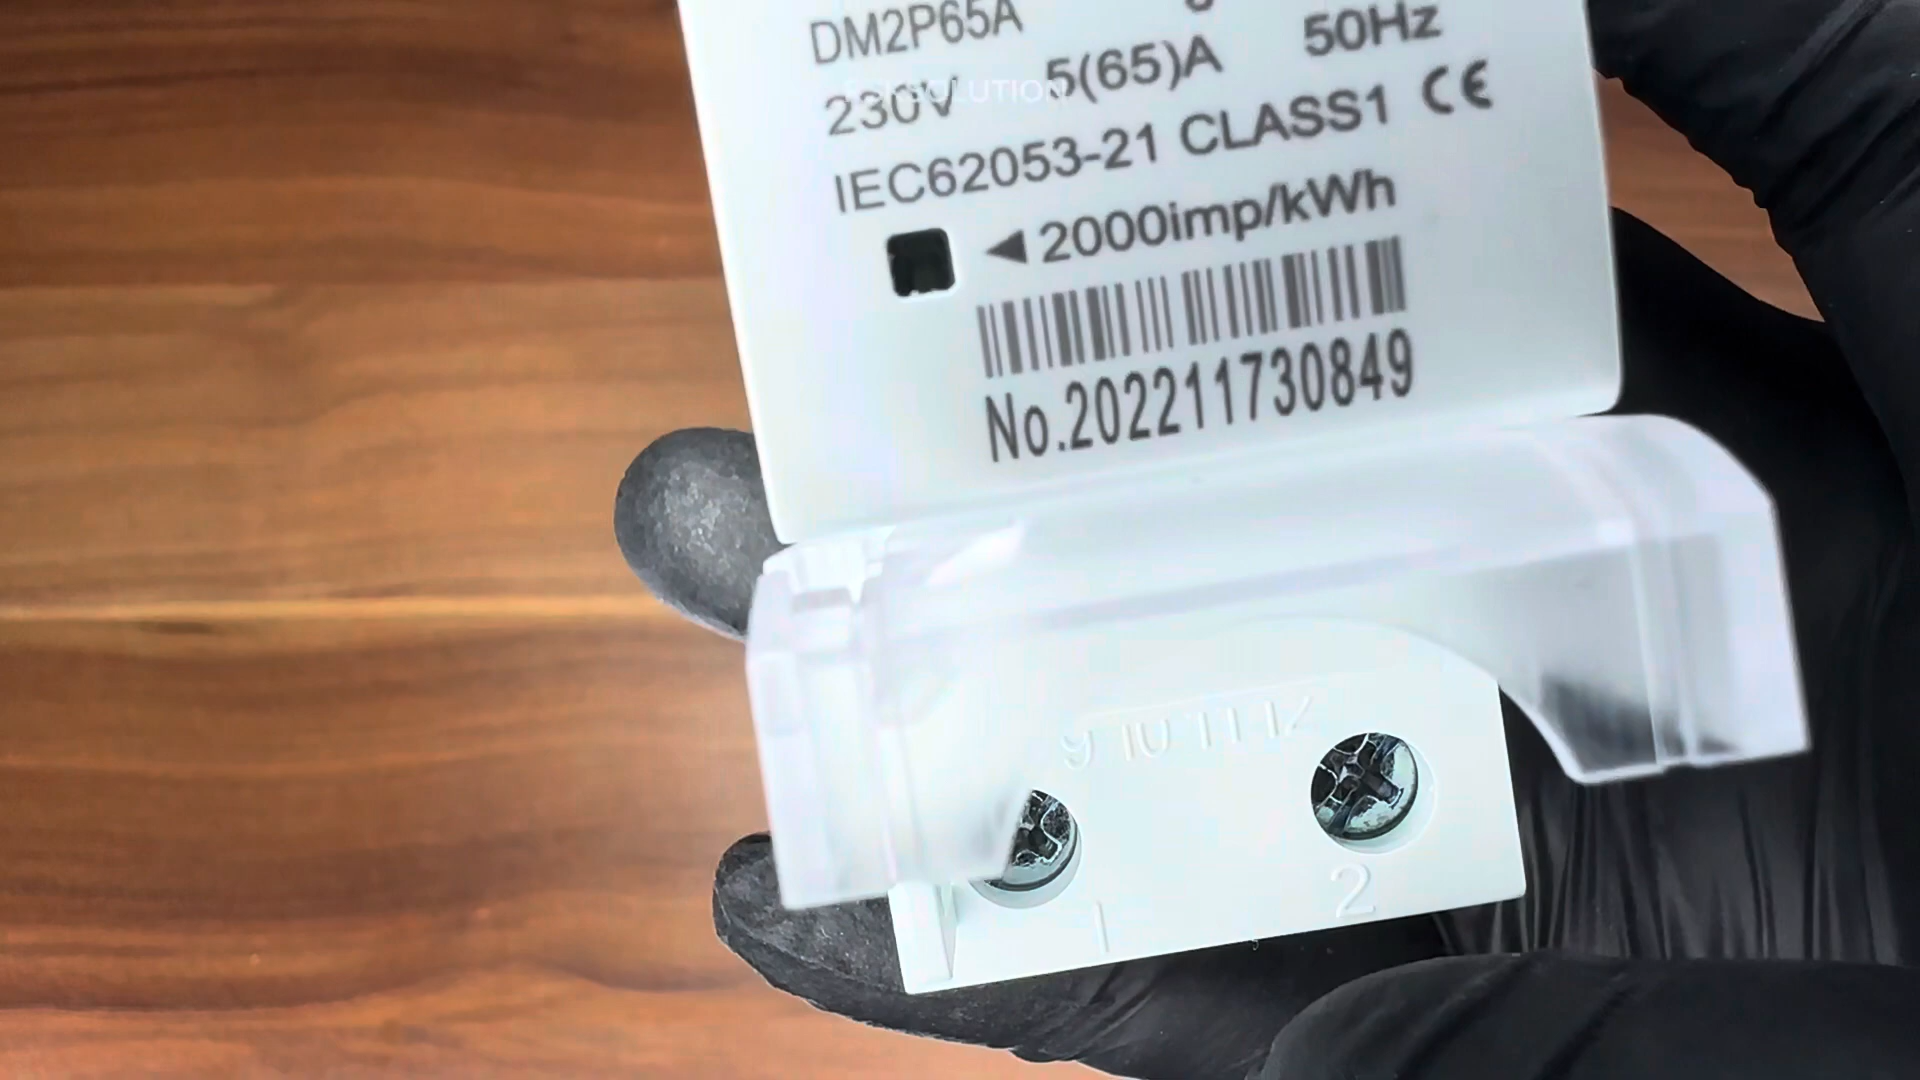 DM2P65A
230V 5(65)A 50Hz
IEC62053-21 CLASS1 CE
2000imp/kWh
No.202211730849
9 10 11 12
1 2